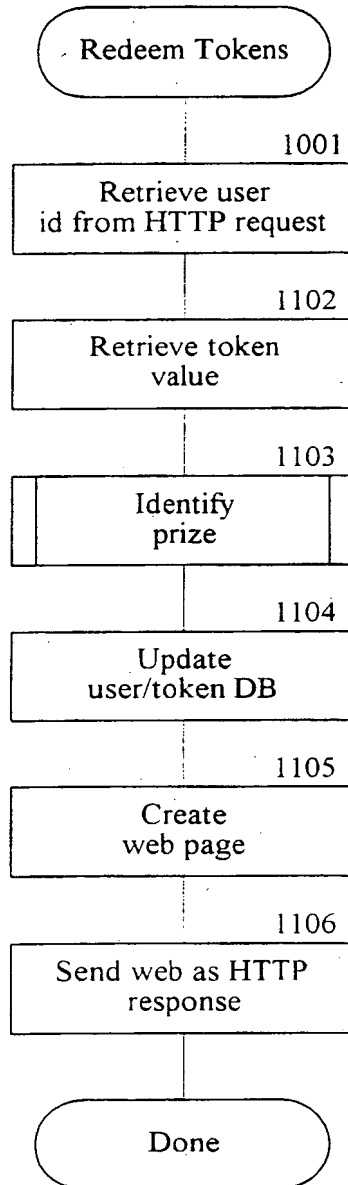 Redeem Tokens
1001
Retrieve user
id from HTTP request
1102
Retrieve token
value
1103
Identify
prize
1104
Update
user/token DB
1105
Create
web page
1106
Send web as HTTP
response
Done